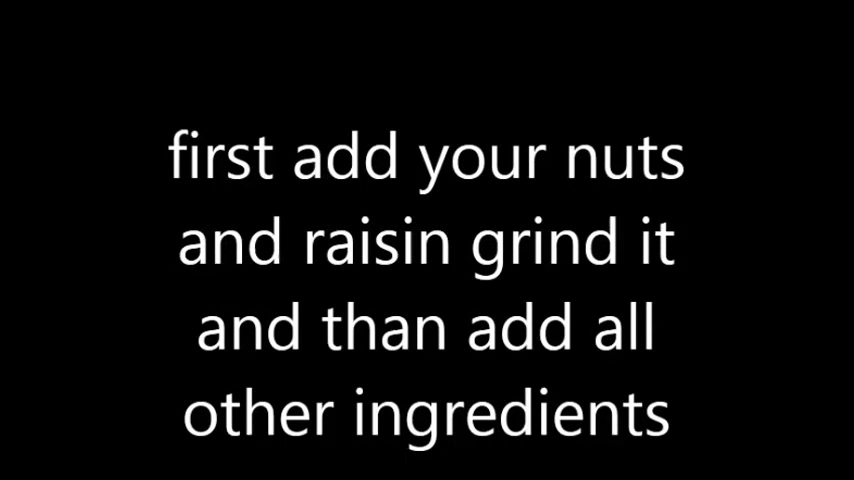 first add your nuts
and raisin grind it
and than add all
other ingredients